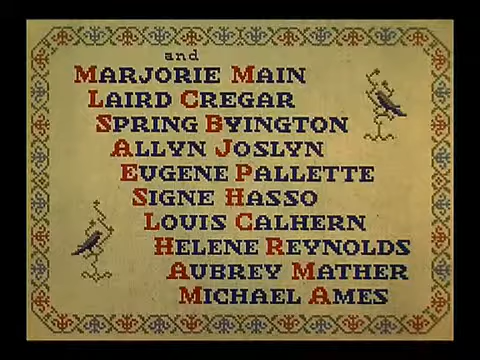 and
MARJORIE MAIN
LAIRD CREGAR
SPRING BYINGTON
ALLYN JOSLYN
EUGENE PALLETTE
SIGNE HASSO
LOUIS CALHERN
HELENE REYNOLDS
AUBREY MATHER
MICHAEL AMES